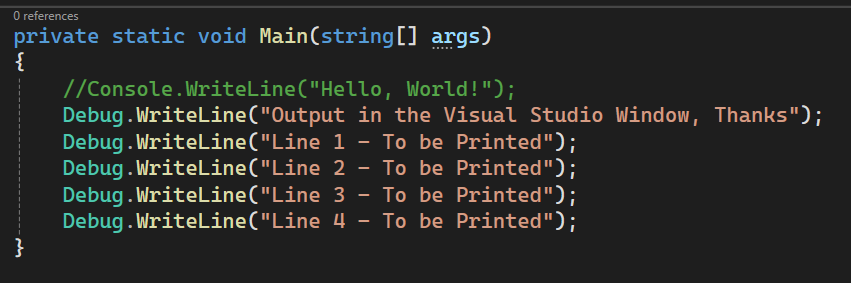 0 references
private static void Main(string[] args)
{
//Console.WriteLine("Hello, World!");
Debug.WriteLine("Output in the Visual Studio Window, Thanks");
Debug.WriteLine("Line 1 - To be Printed");
Debug.WriteLine("Line 2 - To be Printed");
Debug.WriteLine("Line 3 - To be Printed");
Debug.WriteLine("Line 4 - To be Printed");
}